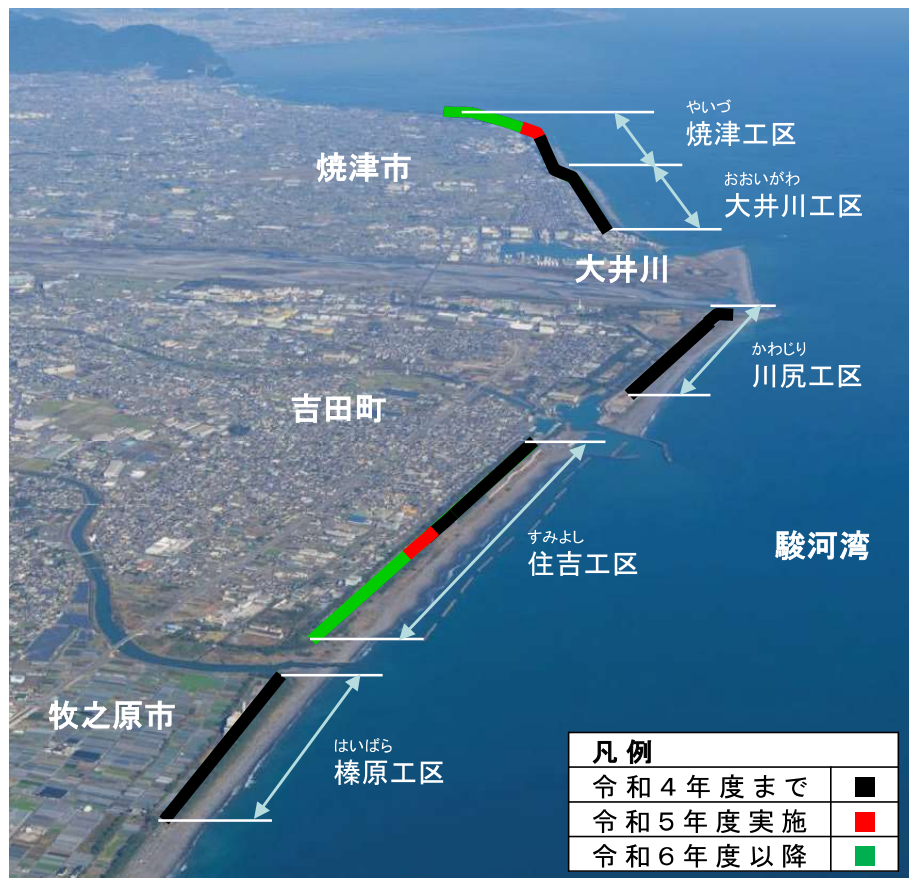 やいづ
焼津工区
焼津市
おおいがわ
大井川工区
大井川
かわじり
川尻工区
吉田町
すみよし
住吉工区
駿河湾
牧之原市
はいばら
榛原工区
凡例
令和4年度まで
令和5年度実施
令和6年度以降